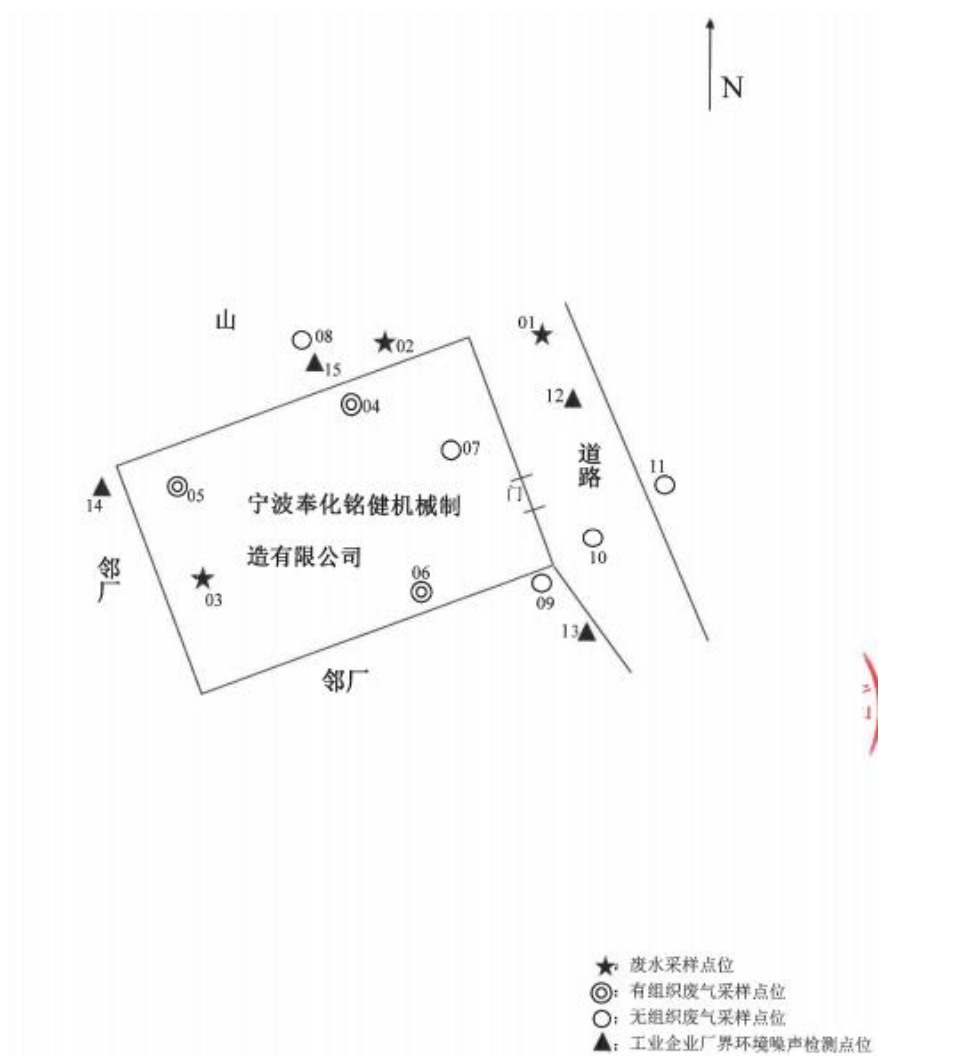 N
山
08
15
02
01
04
12
07
道路
11
05
14
宁波奉化铭健机械制
门
造有限公司
10
邻厂
03
06
09
13
邻厂
★：废水采样点位
◎：有组织废气采样点位
○：无组织废气采样点位
▲：工业企业厂界环境噪声检测点位